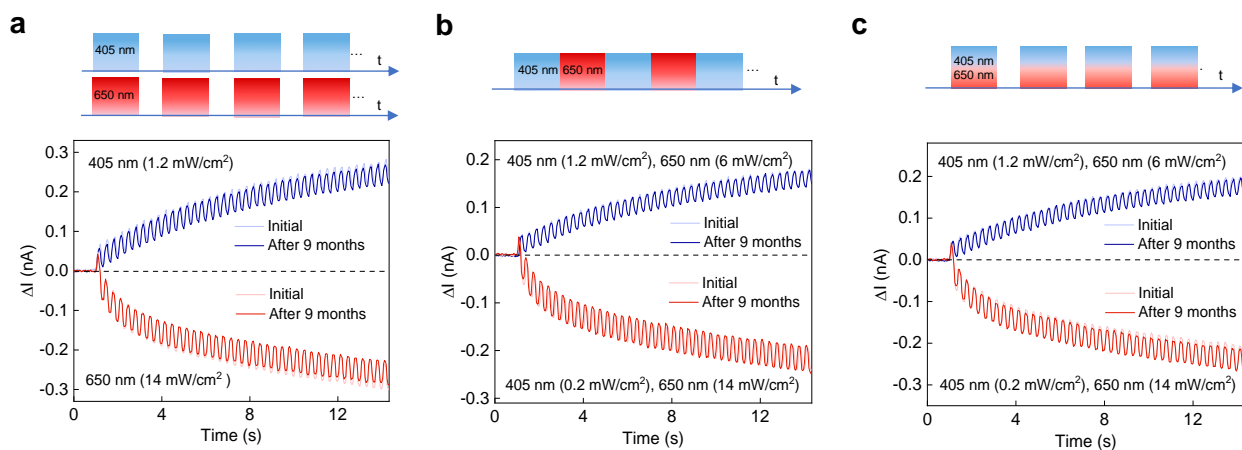 a
405 nm
...
t
650 nm
...
t
0.3
0.2
0.1
0.0
-0.1
-0.2
-0.3
405 nm (1.2 mW/cm²)
Initial
After 9 months
Initial
After 9 months
650 nm (14 mW/cm² )
ΔI (nA)
0 4 8 12
Time (s)
b
405 nm 650 nm
...
t
0.2
0.1
0.0
-0.1
-0.2
-0.3
405 nm (1.2 mW/cm²), 650 nm (6 mW/cm²)
Initial
After 9 months
Initial
After 9 months
405 nm (0.2 mW/cm²), 650 nm (14 mW/cm²)
ΔI (nA)
0 4 8 12
Time (s)
c
405 nm
650 nm
.
t
0.2
0.1
0.0
-0.1
-0.2
-0.3
405 nm (1.2 mW/cm²), 650 nm (6 mW/cm²)
Initial
After 9 months
Initial
After 9 months
405 nm (0.2 mW/cm²), 650 nm (14 mW/cm²)
ΔI (nA)
0 4 8 12
Time (s)